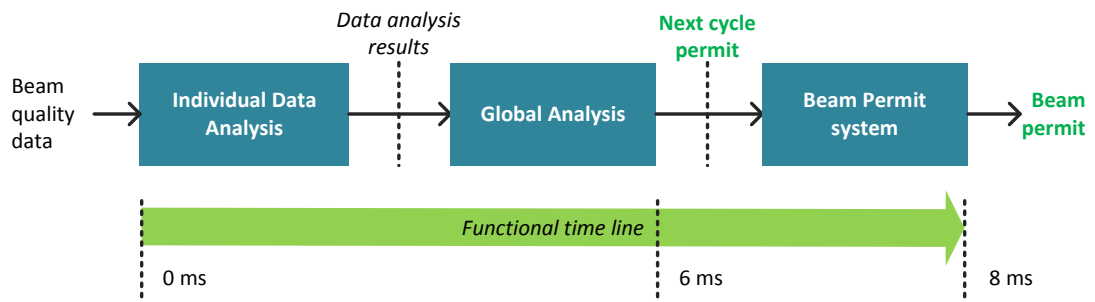 Data analysis
results
Next cycle
permit
Beam
quality
data
Individual Data
Analysis
Global Analysis
Beam Permit
system
Beam
permit
Functional time line
0 ms
6 ms
8 ms